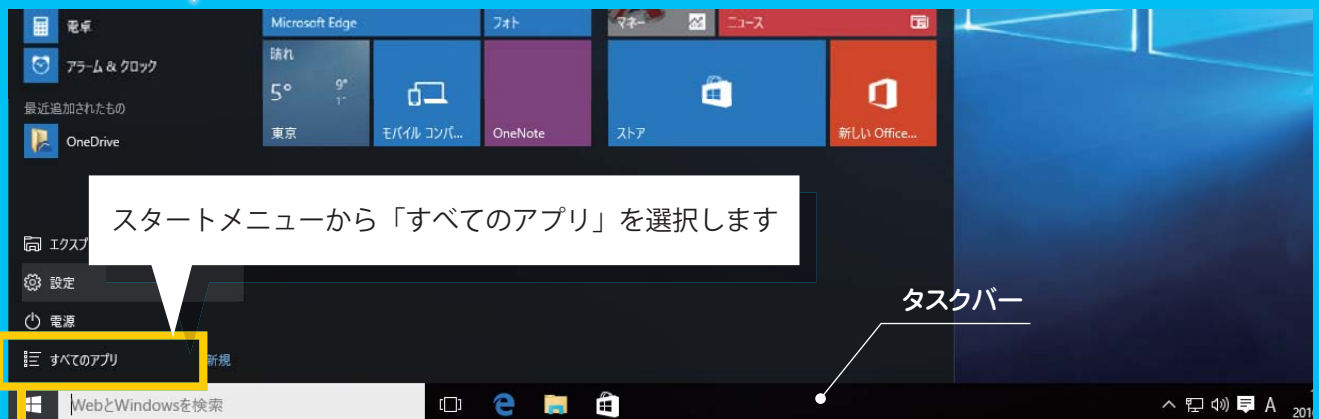 電卓
アラーム & クロック
最近追加されたもの
OneDrive
エクスプ
設定
電源
すべてのアプリ
新規
Microsoft Edge
フォト
マネー
ニュース
晴れ
5°
9°
1°
東京
モバイル コンパ...
OneNote
ストア
新しい Office...
スタートメニューから「すべてのアプリ」を選択します
タスクバー
WebとWindowsを検索
A